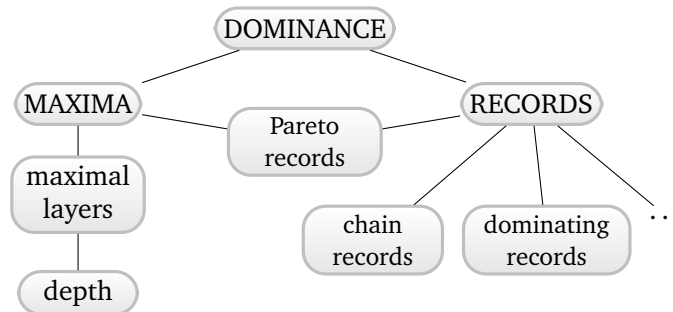 DOMINANCE
MAXIMA
RECORDS
Pareto
records
maximal
layers
chain
records
dominating
records
..
depth